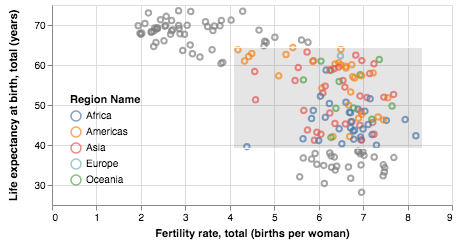 Life expectancy at birth, total (years)
70
60
50
40
30
Region Name
Africa
Americas
Asia
Europe
Oceania
0 1 2 3 4 5 6 7 8 9
Fertility rate, total (births per woman)